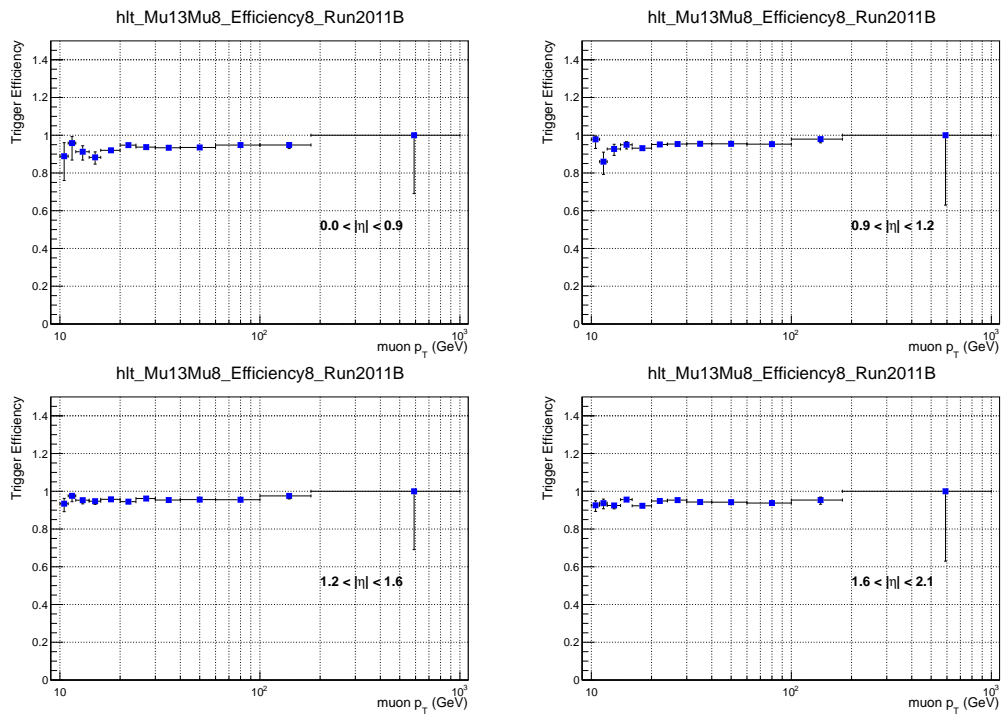 hlt_Mu13Mu8_Efficiency8_Run2011B
Trigger Efficiency
1.4
1.2
1
0.8
0.6
0.4
0.2
0
0.0 < |η| < 0.9
10
10²
10³
muon p_T (GeV)
hlt_Mu13Mu8_Efficiency8_Run2011B
Trigger Efficiency
1.4
1.2
1
0.8
0.6
0.4
0.2
0
0.9 < |η| < 1.2
10
10²
10³
muon p_T (GeV)
hlt_Mu13Mu8_Efficiency8_Run2011B
Trigger Efficiency
1.4
1.2
1
0.8
0.6
0.4
0.2
0
1.2 < |η| < 1.6
10
10²
10³
muon p_T (GeV)
hlt_Mu13Mu8_Efficiency8_Run2011B
Trigger Efficiency
1.4
1.2
1
0.8
0.6
0.4
0.2
0
1.6 < |η| < 2.1
10
10²
10³
muon p_T (GeV)